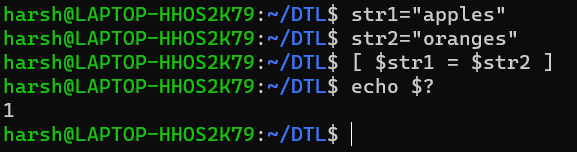 harsh@LAPTOP-HHOS2K79:~/DTL$ str1="apples"
harsh@LAPTOP-HHOS2K79:~/DTL$ str2="oranges"
harsh@LAPTOP-HHOS2K79:~/DTL$ [ $str1 = $str2 ]
harsh@LAPTOP-HHOS2K79:~/DTL$ echo $?
1
harsh@LAPTOP-HHOS2K79:~/DTL$